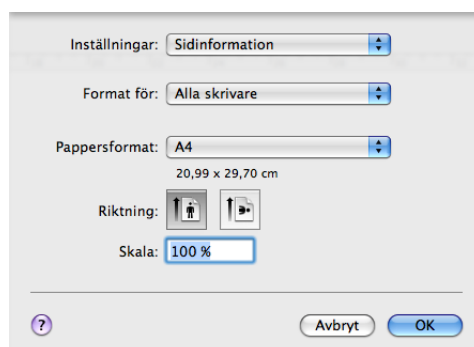 Inställningar: Sidinformation
Format för: Alla skrivare
Pappersformat: A4
20,99 x 29,70 cm
Riktning:
Skala: 100 %
? Avbryt OK